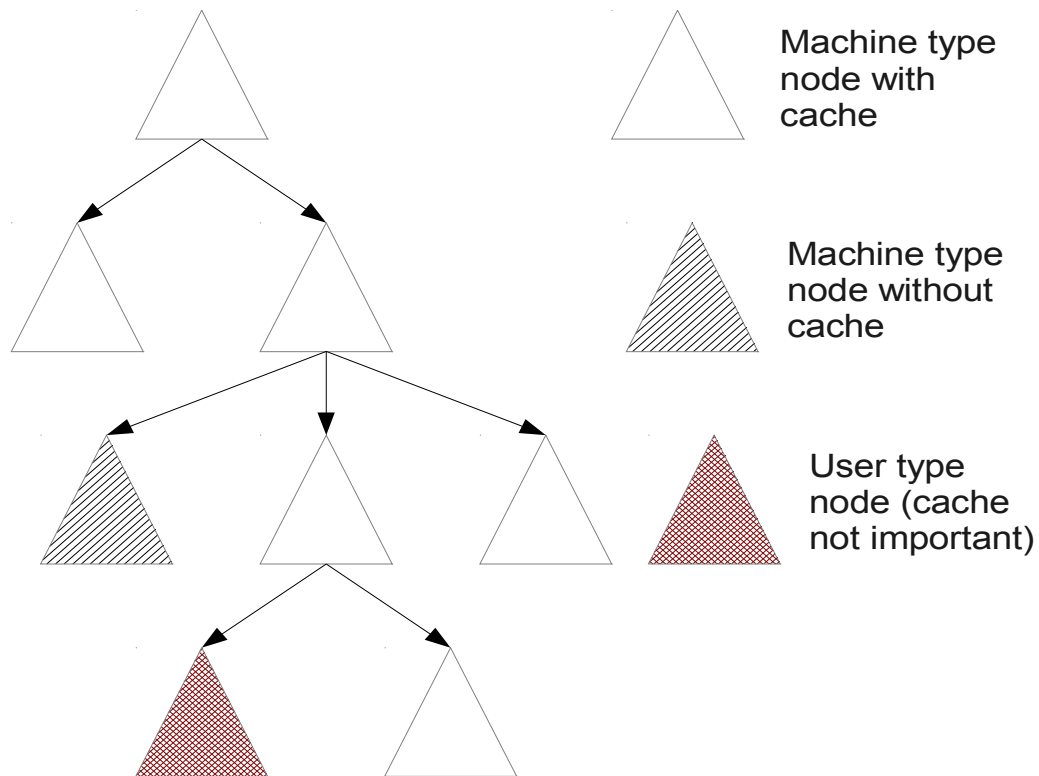 Machine type
node with
cache
Machine type
node without
cache
User type
node (cache
not important)